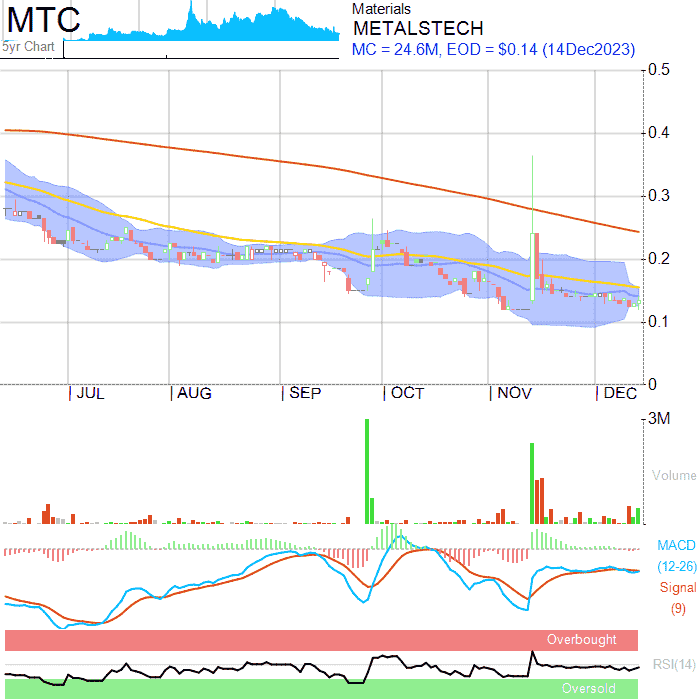 MTC
5yr Chart
Materials
METALSTECH
MC = 24.6M, EOD = $0.14 (14Dec2023)
0.5
0.4
0.3
0.2
0.1
0
JUL AUG SEP OCT NOV DEC
3M
Volume
MACD
(12-26)
Signal
(9)
Overbought
RSI(14)
Oversold